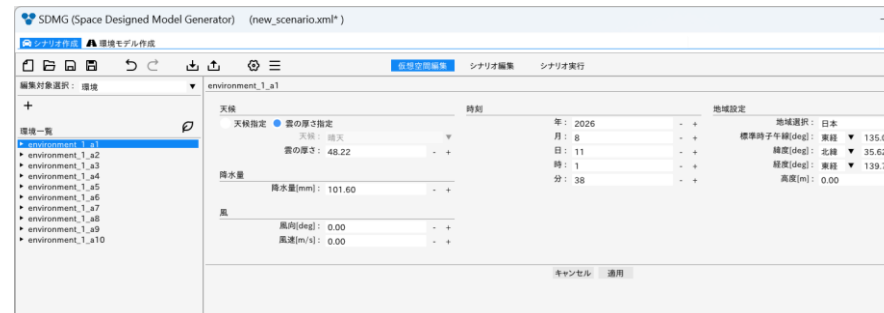 SDMG (Space Designed Model Generator) (new_scenario.xml* )
シナリオ作成 環境モデル作成
仮想空間編集 シナリオ編集 シナリオ実行
編集対象選択： 環境 ▼
environment_1_a1
+
環境一覧
environment_1_a1
environment_1_a2
environment_1_a3
environment_1_a4
environment_1_a5
environment_1_a6
environment_1_a7
environment_1_a8
environment_1_a9
environment_1_a10
天候
天候指定 雲の厚さ指定
天候： 晴天 ▼
雲の厚さ： 48.22 - +
降水量
降水量[mm]： 101.60 - +
風
風向[deg]： 0.00 - +
風速[m/s]： 0.00 - +
時刻
年： 2026 - +
月： 8 - +
日： 11 - +
時： 1 - +
分： 38 - +
地域設定
地域選択： 日本
標準時子午線[deg]： 東経 ▼ 135.0
緯度[deg]： 北緯 ▼ 35.62
経度[deg]： 東経 ▼ 139.7
高度[m]： 0.00
キャンセル 適用